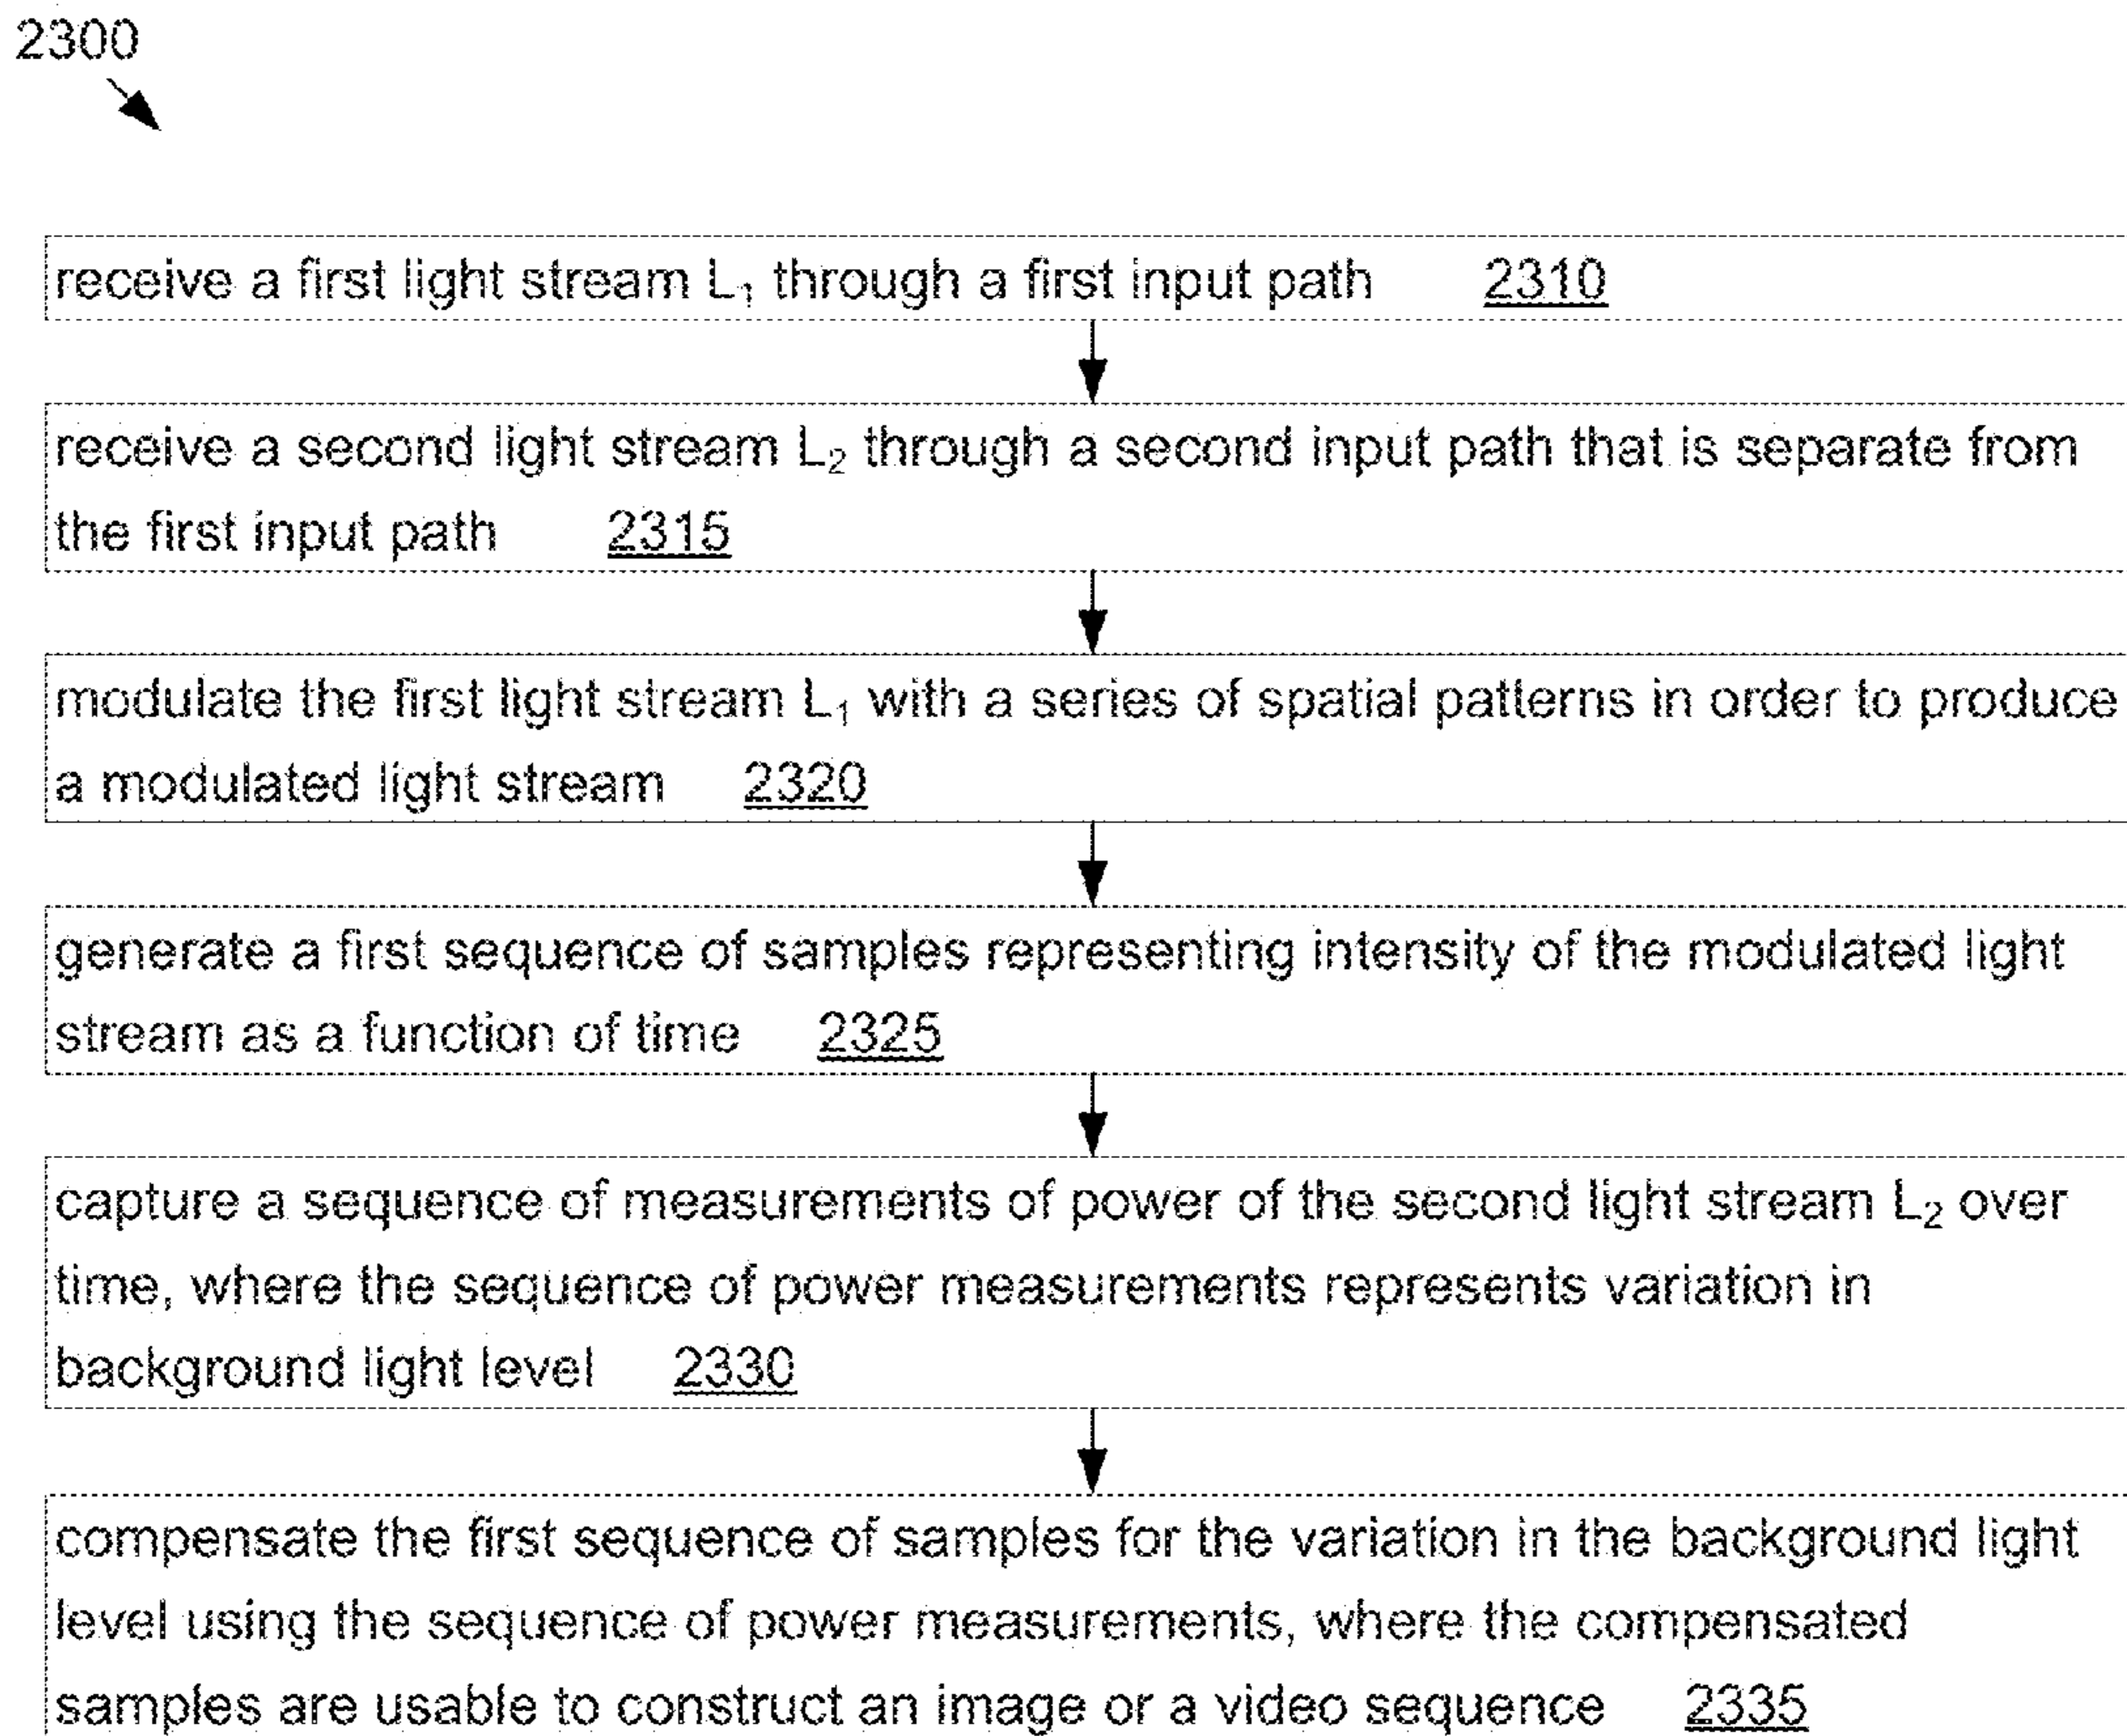 2300
receive a first light stream L₁ through a first input path 2310
receive a second light stream L₂ through a second input path that is separate from
the first input path 2315
modulate the first light stream L₁ with a series of spatial patterns in order to produce
a modulated light stream 2320
generate a first sequence of samples representing intensity of the modulated light
stream as a function of time 2325
capture a sequence of measurements of power of the second light stream L₂ over
time, where the sequence of power measurements represents variation in
background light level 2330
compensate the first sequence of samples for the variation in the background light
level using the sequence of power measurements, where the compensated
samples are usable to construct an image or a video sequence 2335